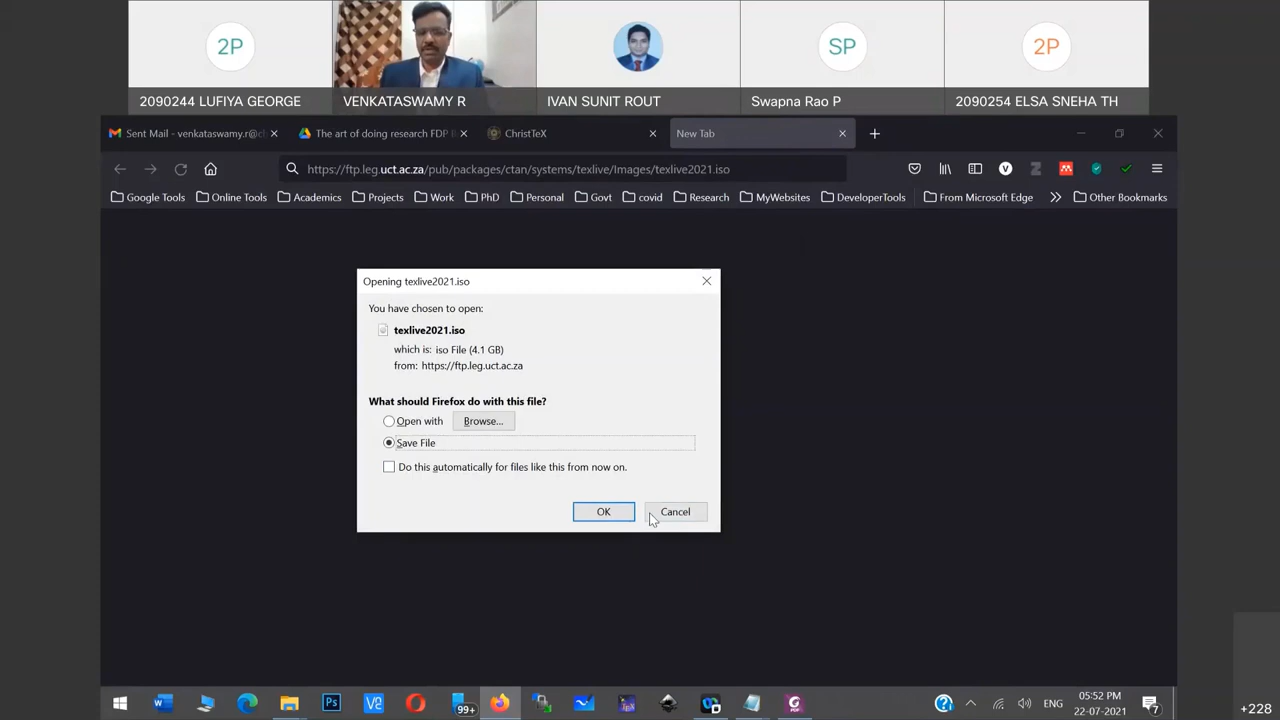 2P
SP
2P
2090244 LUFIYA GEORGE
VENKATASWAMY R
IVAN SUNIT ROUT
Swapna Rao P
2090254 ELSA SNEHA TH
Sent Mail - venkataswamy.r@c
The art of doing research FDP (
ChristTeX
New Tab
https://ftp.leg.uct.ac.za/pub/packages/ctan/systems/texlive/Images/texlive2021.iso
Google Tools
Online Tools
Academics
Projects
Work
PhD
Personal
Govt
covid
Research
MyWebsites
DeveloperTools
From Microsoft Edge
Other Bookmarks
Opening texlive2021.iso
You have chosen to open:
texlive2021.iso
which is: iso File (4.1 GB)
from: https://ftp.leg.uct.ac.za
What should Firefox do with this file?
Open with
Browse...
Save File
Do this automatically for files like this from now on.
OK
Cancel
99+
ENG
05:52 PM
22-07-2021
7
+228